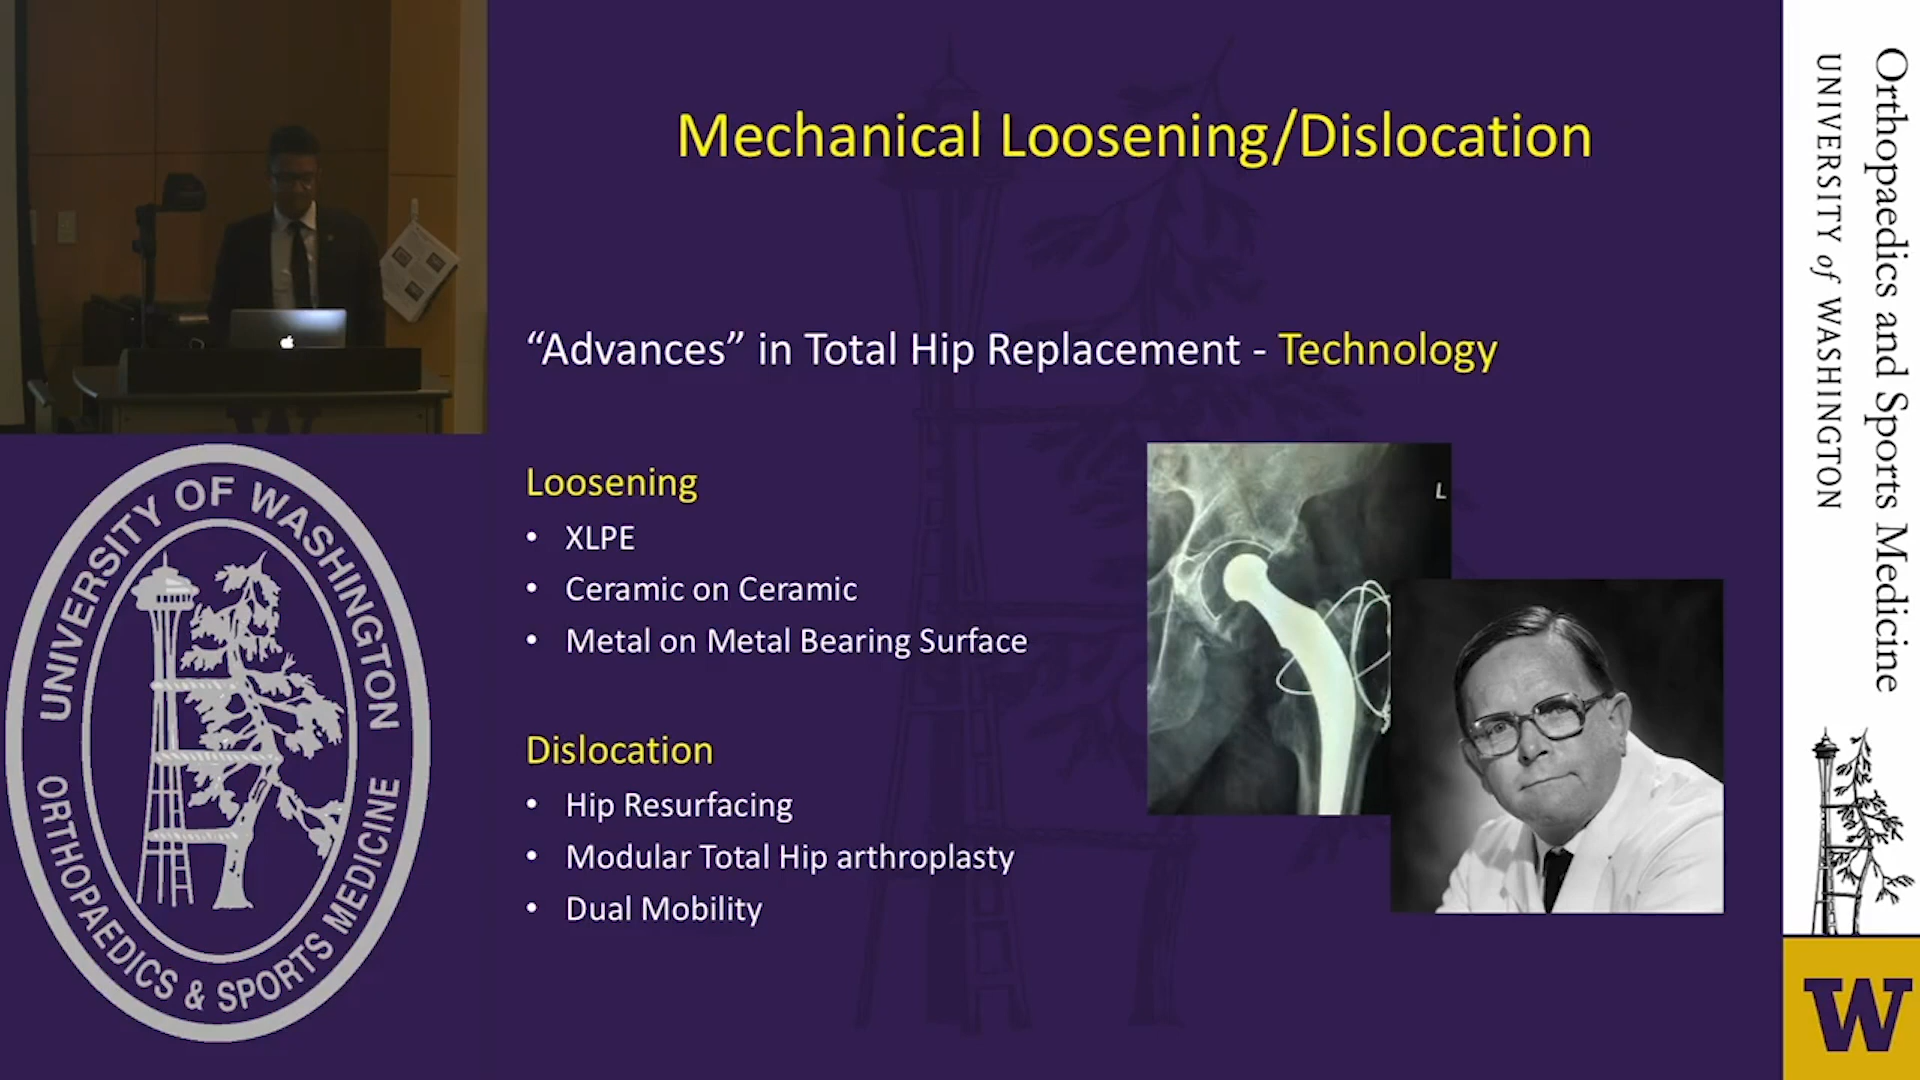 Mechanical Loosening/Dislocation
“Advances” in Total Hip Replacement - Technology
Loosening
• XLPE
• Ceramic on Ceramic
• Metal on Metal Bearing Surface
Dislocation
• Hip Resurfacing
• Modular Total Hip arthroplasty
• Dual Mobility
L
UNIVERSITY OF WASHINGTON
ORTHOPAEDICS & SPORTS MEDICINE
Orthopaedics and Sports Medicine
UNIVERSITY of WASHINGTON
W